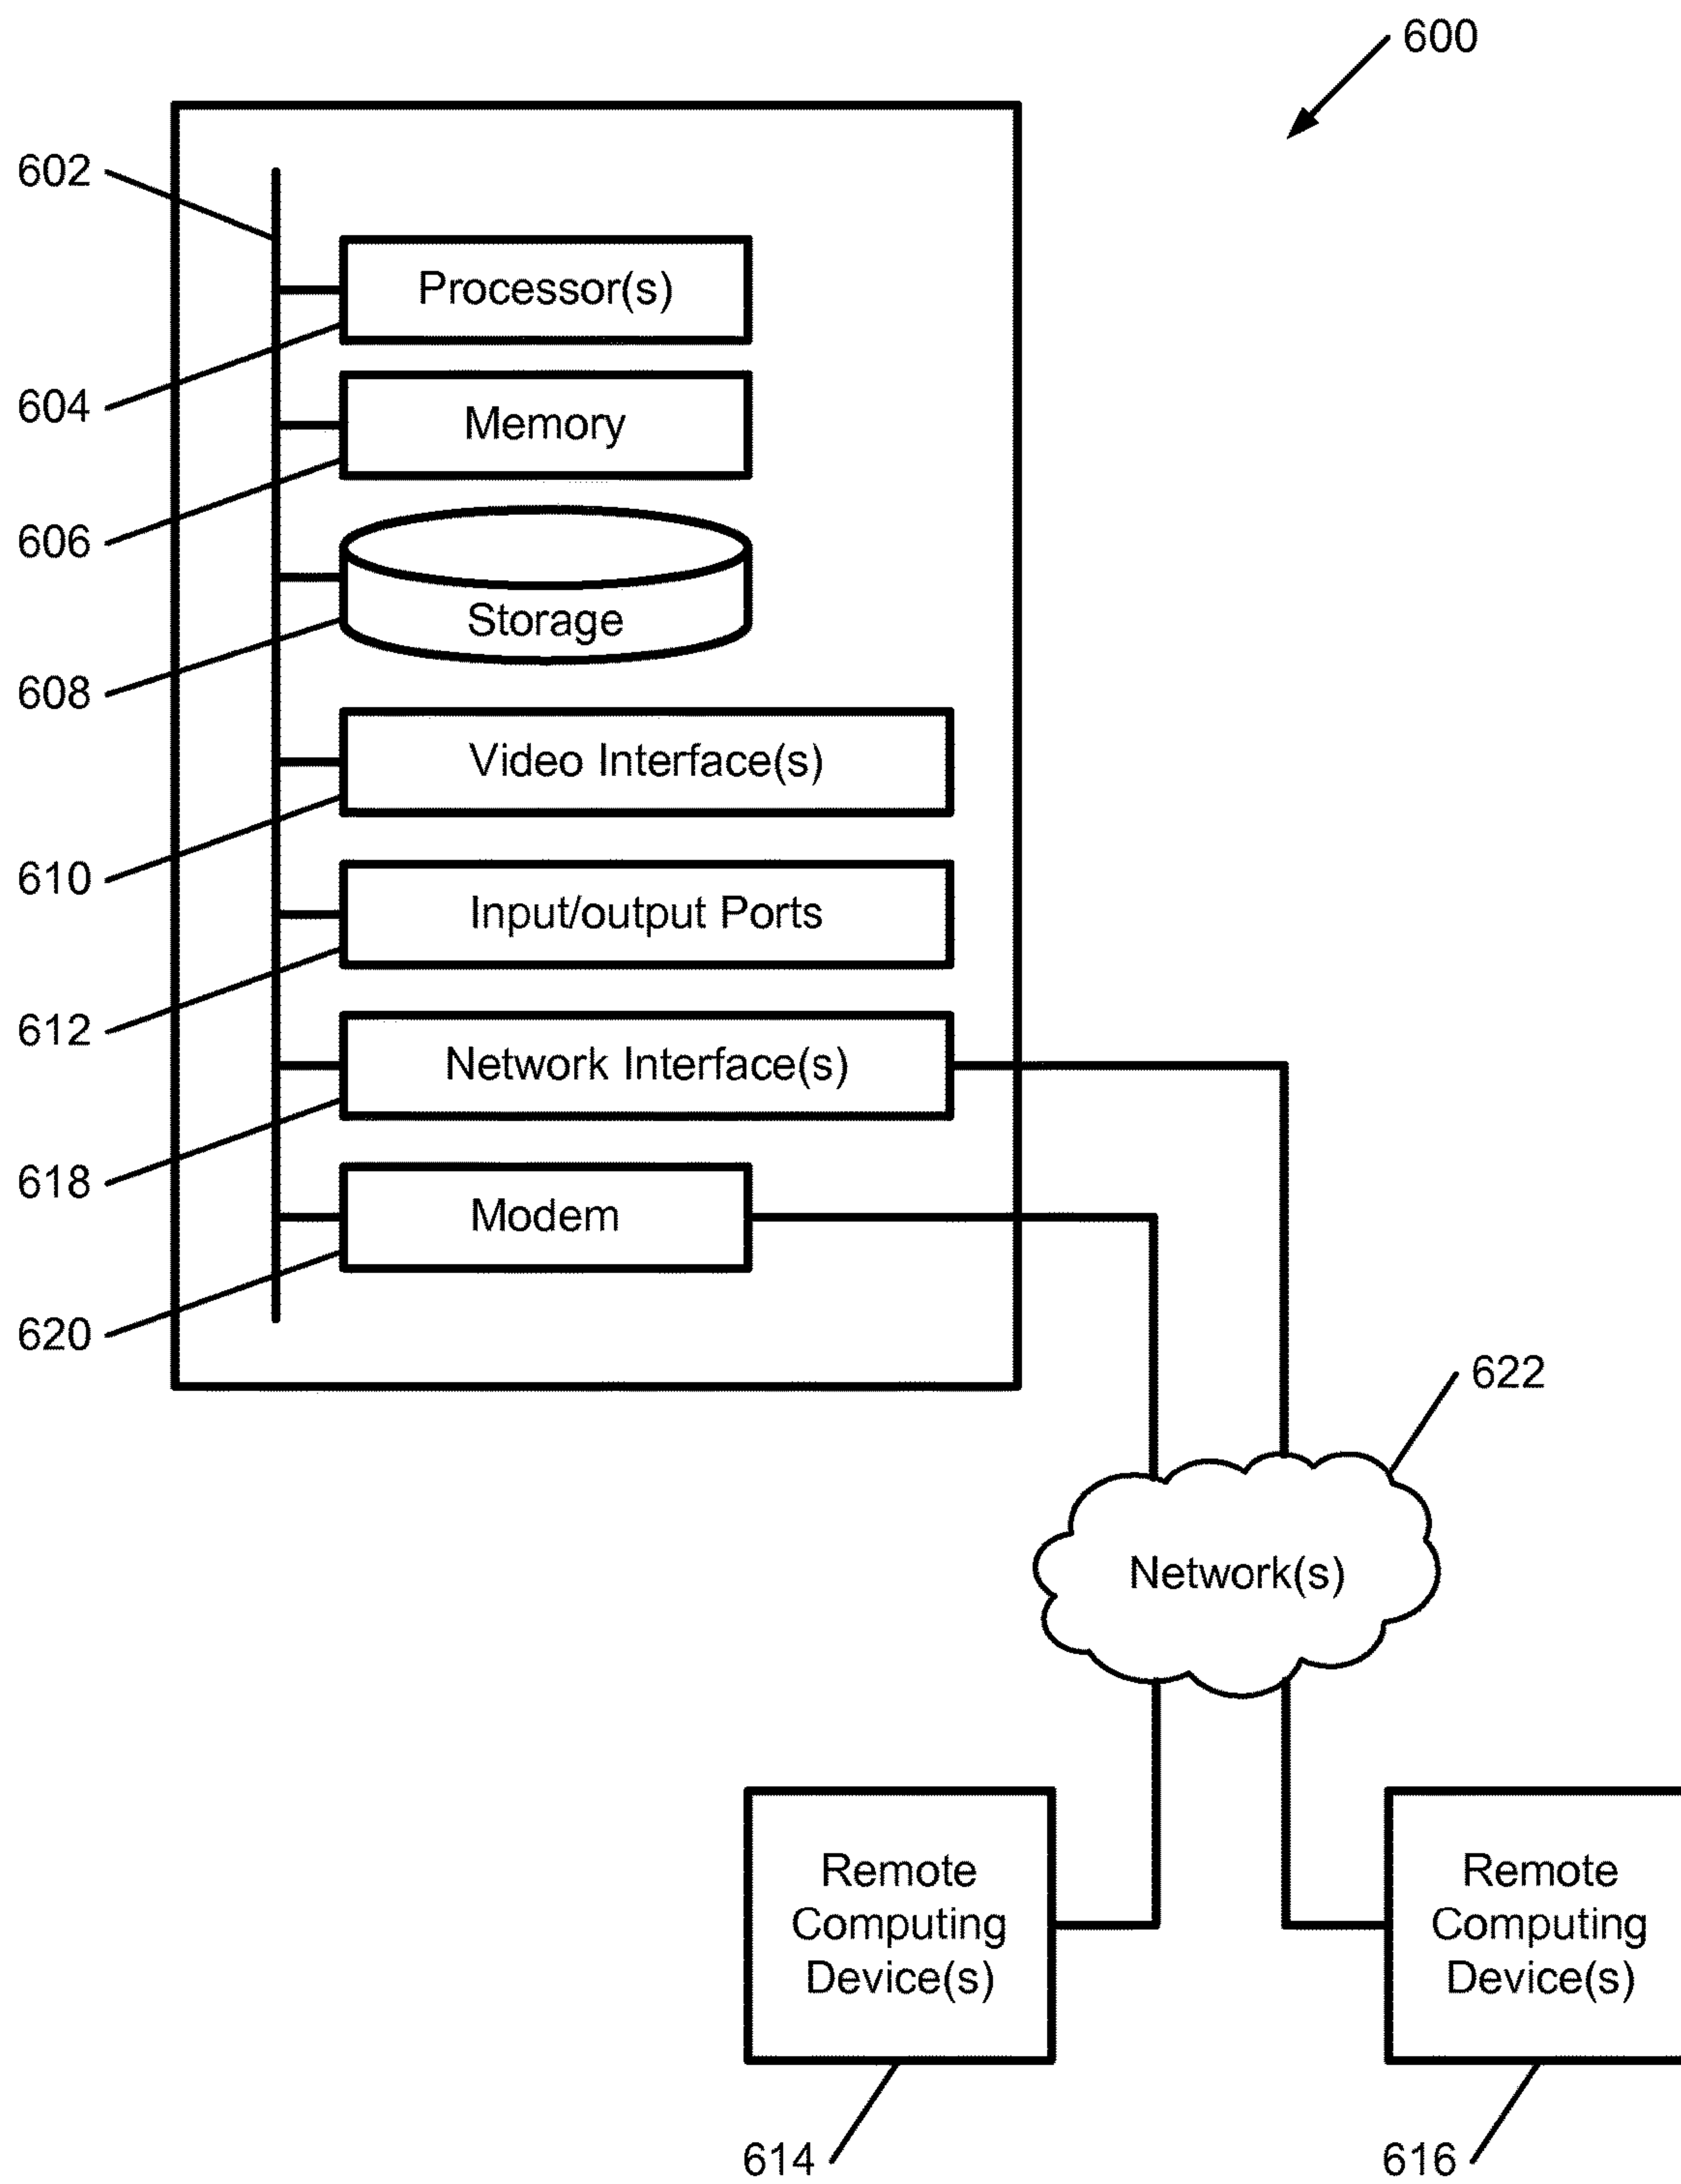 600
602
Processor(s)
604
Memory
606
Storage
608
Video Interface(s)
610
Input/output Ports
612
Network Interface(s)
618
Modem
620
622
Network(s)
Remote
Computing
Device(s)
Remote
Computing
Device(s)
614
616